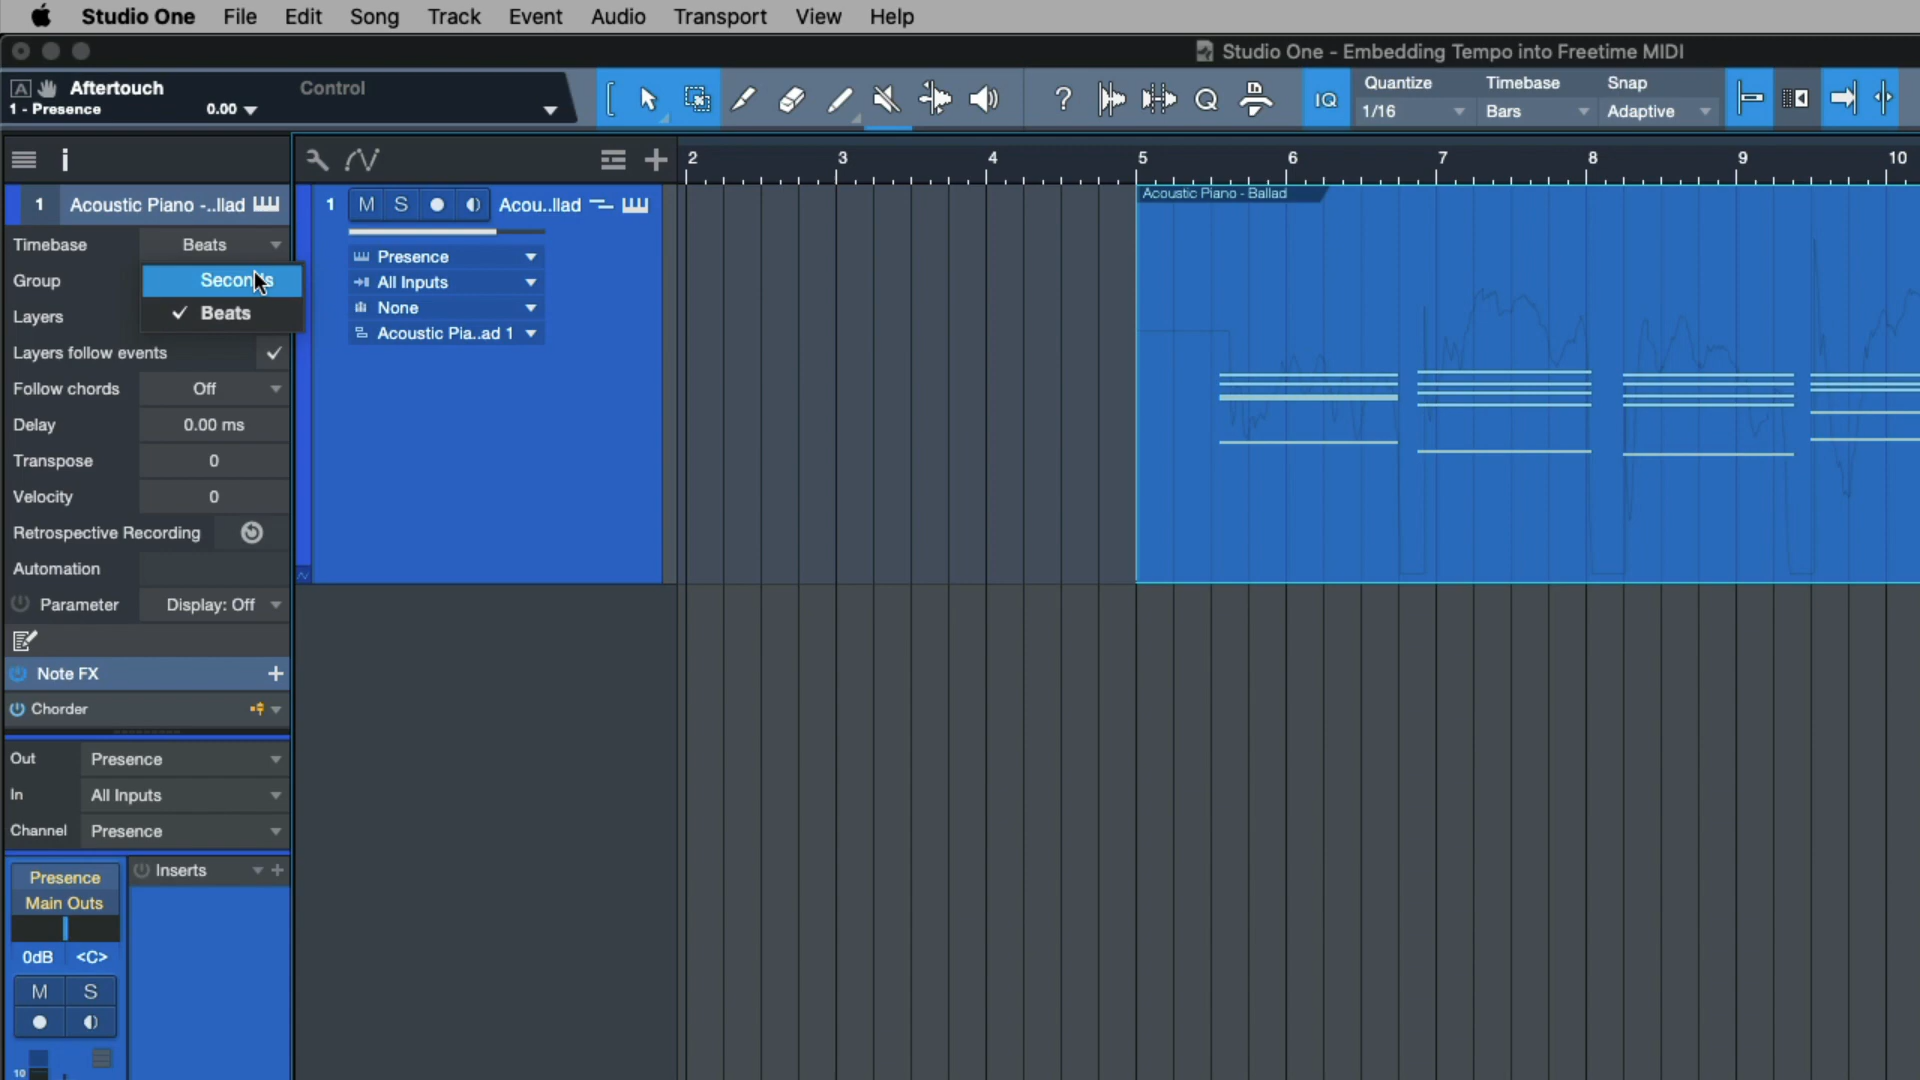 Studio One File Edit Song Track Event Audio Transport View Help
Studio One - Embedding Tempo into Freetime MIDI
A Aftertouch Control
1 - Presence 0.00
? Q IQ
Quantize Timebase Snap
1/16 Bars Adaptive
i
2 3 4 5 6 7 8 9 10
1 Acoustic Piano -..llad
1 M S Acou..llad
Acoustic Piano - Ballad
Timebase Beats
Group
Seconds
Layers
Beats
Presence
All Inputs
None
Acoustic Pia..ad 1
Layers follow events
Follow chords Off
Delay 0.00 ms
Transpose 0
Velocity 0
Retrospective Recording
Automation
Parameter Display: Off
Note FX
Chorder
Out Presence
In All Inputs
Channel Presence
Presence
Main Outs
Inserts
0dB <C>
M S
10